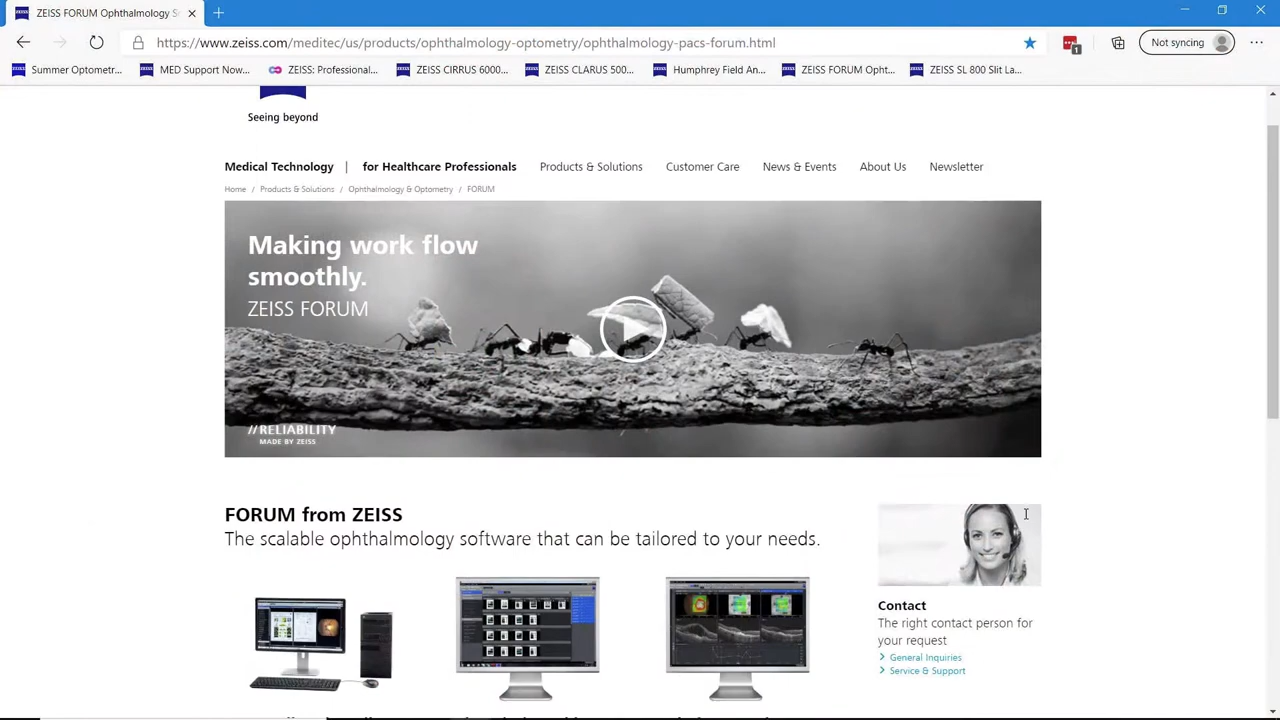 ZEISS FORUM Ophthalmology S
https://www.zeiss.com/meditec/us/products/ophthalmology-optometry/ophthalmology-pacs-forum.html
Not syncing
1
Summer Optometr...
MED Support Now...
ZEISS: Professional...
ZEISS CIRRUS 6000...
ZEISS CLARUS 500...
Humphrey Field An...
ZEISS FORUM Opht...
ZEISS SL 800 Slit La...
Seeing beyond
Medical Technology | for Healthcare Professionals Products & Solutions Customer Care News & Events About Us Newsletter
Home / Products & Solutions / Ophthalmology & Optometry / FORUM
Making work flow
smoothly.
ZEISS FORUM
//RELIABILITY
MADE BY ZEISS
FORUM from ZEISS
The scalable ophthalmology software that can be tailored to your needs.
Contact
The right contact person for
your request
General Inquiries
Service & Support